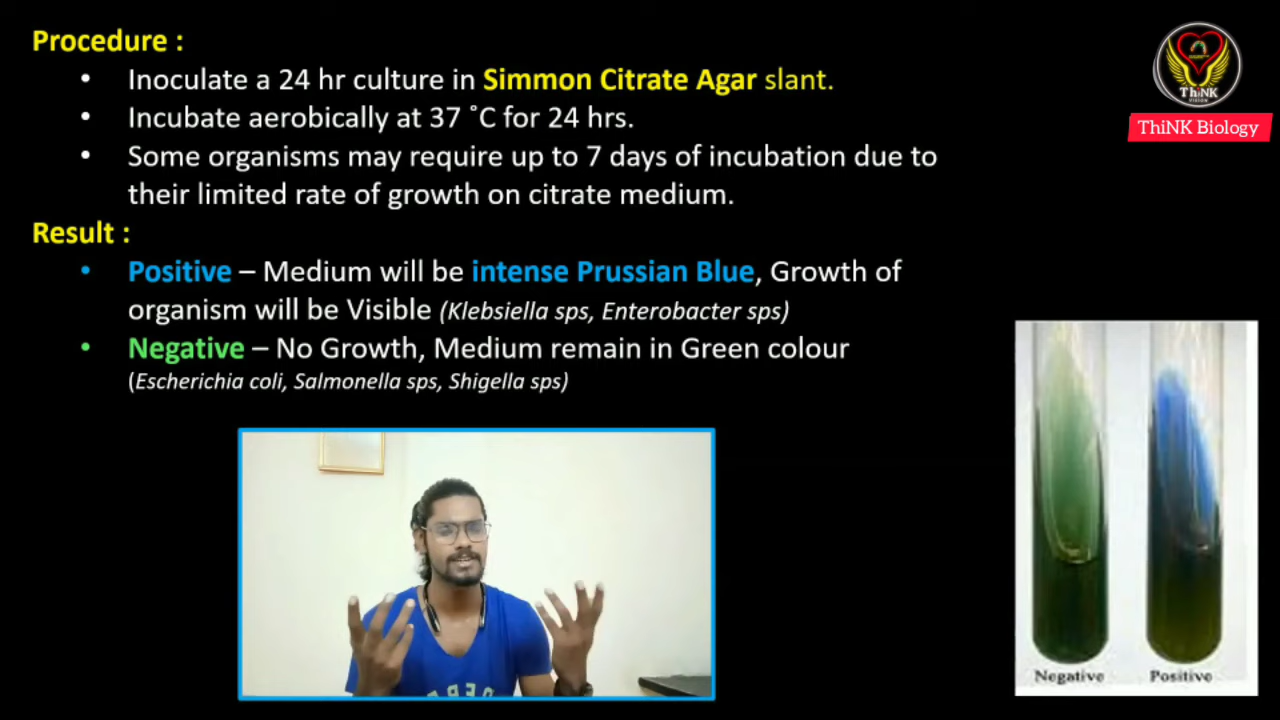 Procedure :
• Inoculate a 24 hr culture in Simmon Citrate Agar slant.
• Incubate aerobically at 37 ˚C for 24 hrs.
• Some organisms may require up to 7 days of incubation due to
their limited rate of growth on citrate medium.
Result :
• Positive – Medium will be intense Prussian Blue, Growth of
organism will be Visible (Klebsiella sps, Enterobacter sps)
• Negative – No Growth, Medium remain in Green colour
(Escherichia coli, Salmonella sps, Shigella sps)
ThiNK
VISION
ThiNK Biology
Negative Positive